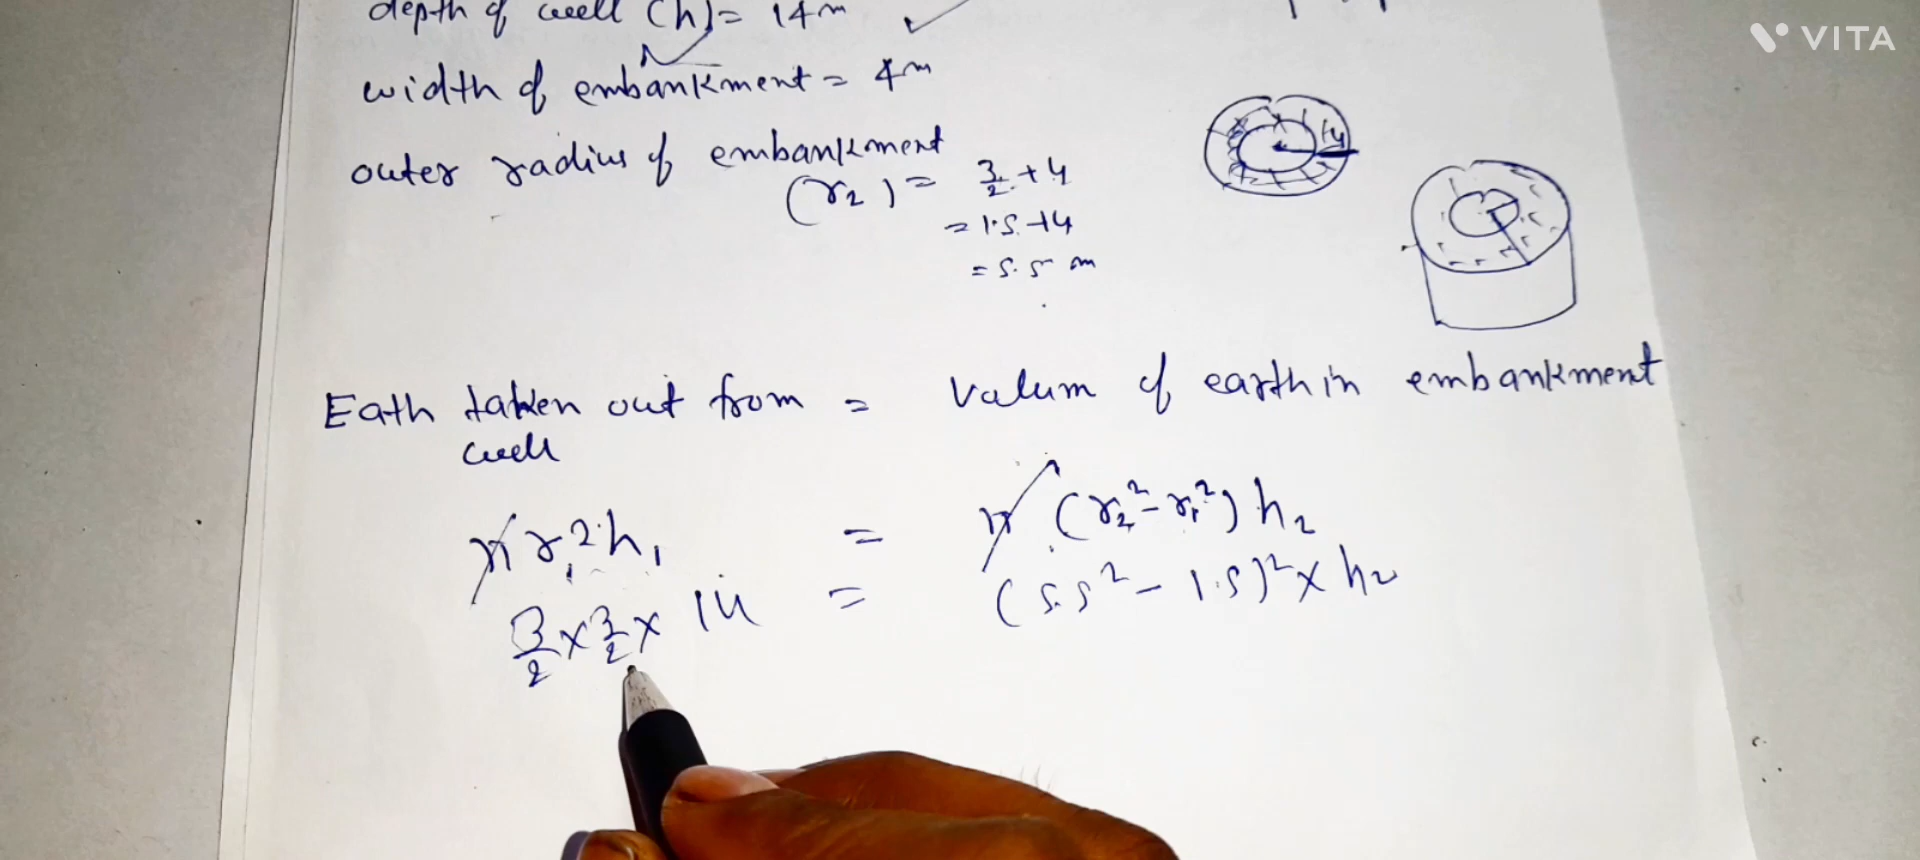 depth of well (h) = 14m
VITA
width of embankment = 4m
outer radius of embankment
(r₂) = 3/2 + 4
= 1.5 + 4
= 5.5 m
4
Eath taken out from = Valum of earth in embankment
well
π r₁² h₁ = π (r₂² - r₁²) h₂
3/2 × 3/2 × 14 = (5.5² - 1.5)² × h₂